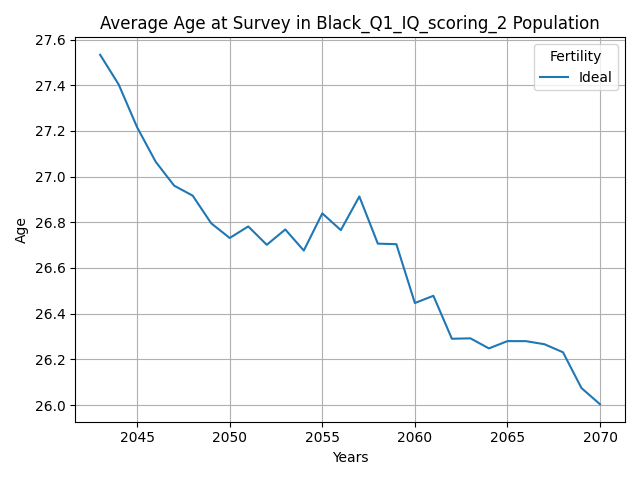 Average Age at Survey in Black_Q1_IQ_scoring_2 Population
27.6
27.4
27.2
27.0
26.8
26.6
26.4
26.2
26.0
Age
Fertility
Ideal
2045 2050 2055 2060 2065 2070
Years